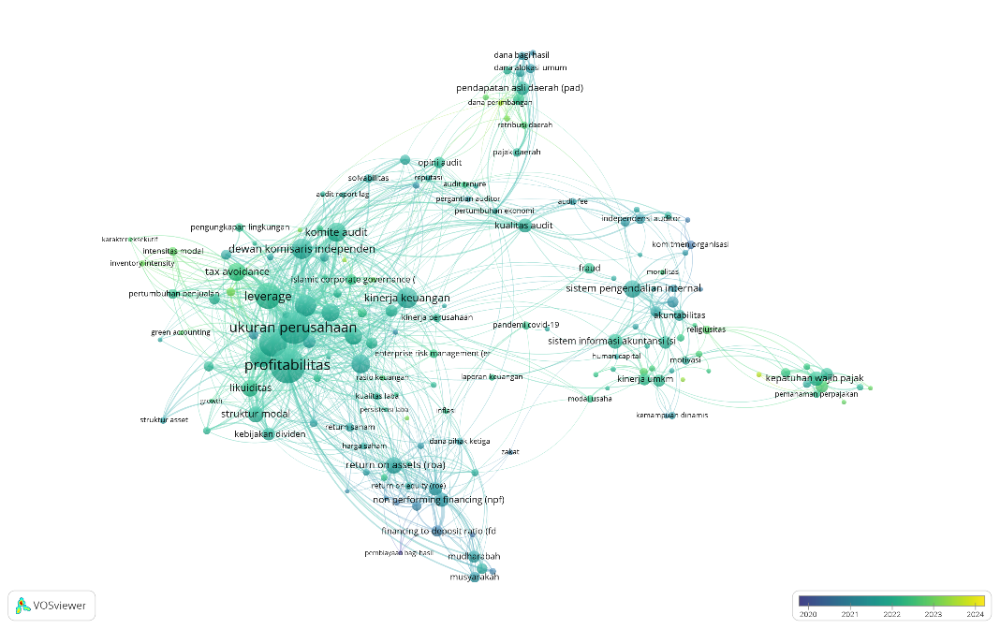 dana bagi hasil
dana alokasi umum
pendapatan asli daerah (pad)
dana perimbangan
retribusi daerah
pajak daerah
opini audit
solvabilitas
reputasi
audit tenure
audit report lag
pergantian auditor
audit fee
pertumbuhan ekonomi
independensi auditor
kualitas audit
pengungkapan lingkungan
komite audit
karakter eksekutif
komitmen organisasi
intensitas modal
dewan komisaris independen
inventory intensity
fraud
moralitas
tax avoidance
islamic corporate governance (
sistem pengendalian internal
pertumbuhan penjualan
leverage
kinerja keuangan
akuntabilitas
kinerja perusahaan
pandemi covid-19
ukuran perusahaan
religiusitas
green accounting
sistem informasi akuntansi (si
enterprise risk management (er
human capital
motivasi
profitabilitas
rasio keuangan
laporan keuangan
kinerja umkm
kepatuhan wajib pajak
likuiditas
kualitas laba
pemahaman perpajakan
growth
modal usaha
persistensi laba
inflasi
struktur modal
kemampuan dinamis
struktur asset
return saham
kebijakan dividen
dana pihak ketiga
harga saham
zakat
return on assets (roa)
return on equity (roe)
non performing financing (npf)
financing to deposit ratio (fd
pembiayaan bagi hasil
mudharabah
musyarakah
VOSviewer
2020 2021 2022 2023 2024